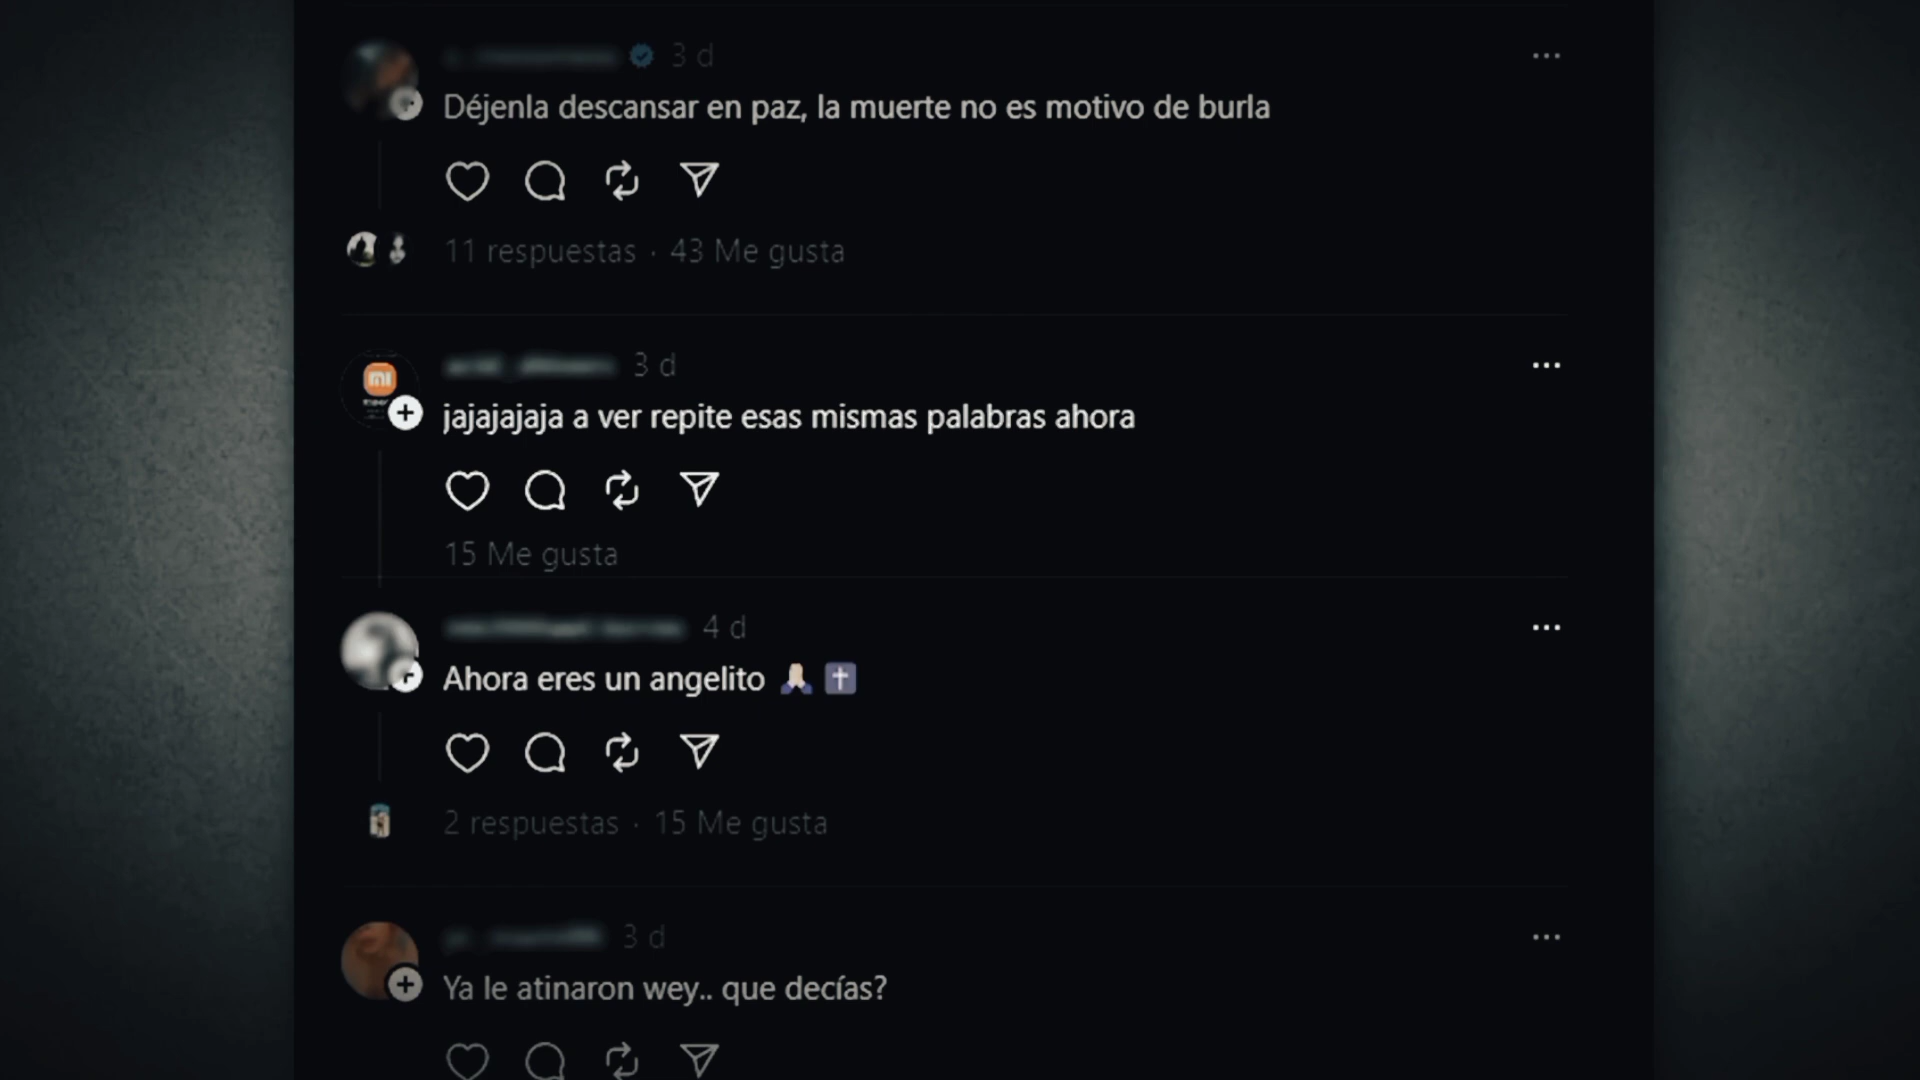 3 d
Déjenla descansar en paz, la muerte no es motivo de burla
11 respuestas · 43 Me gusta
3 d
jajajajaja a ver repite esas mismas palabras ahora
15 Me gusta
4 d
Ahora eres un angelito 🙏🏻 ✝️
2 respuestas · 15 Me gusta
3 d
Ya le atinaron wey.. que decías?